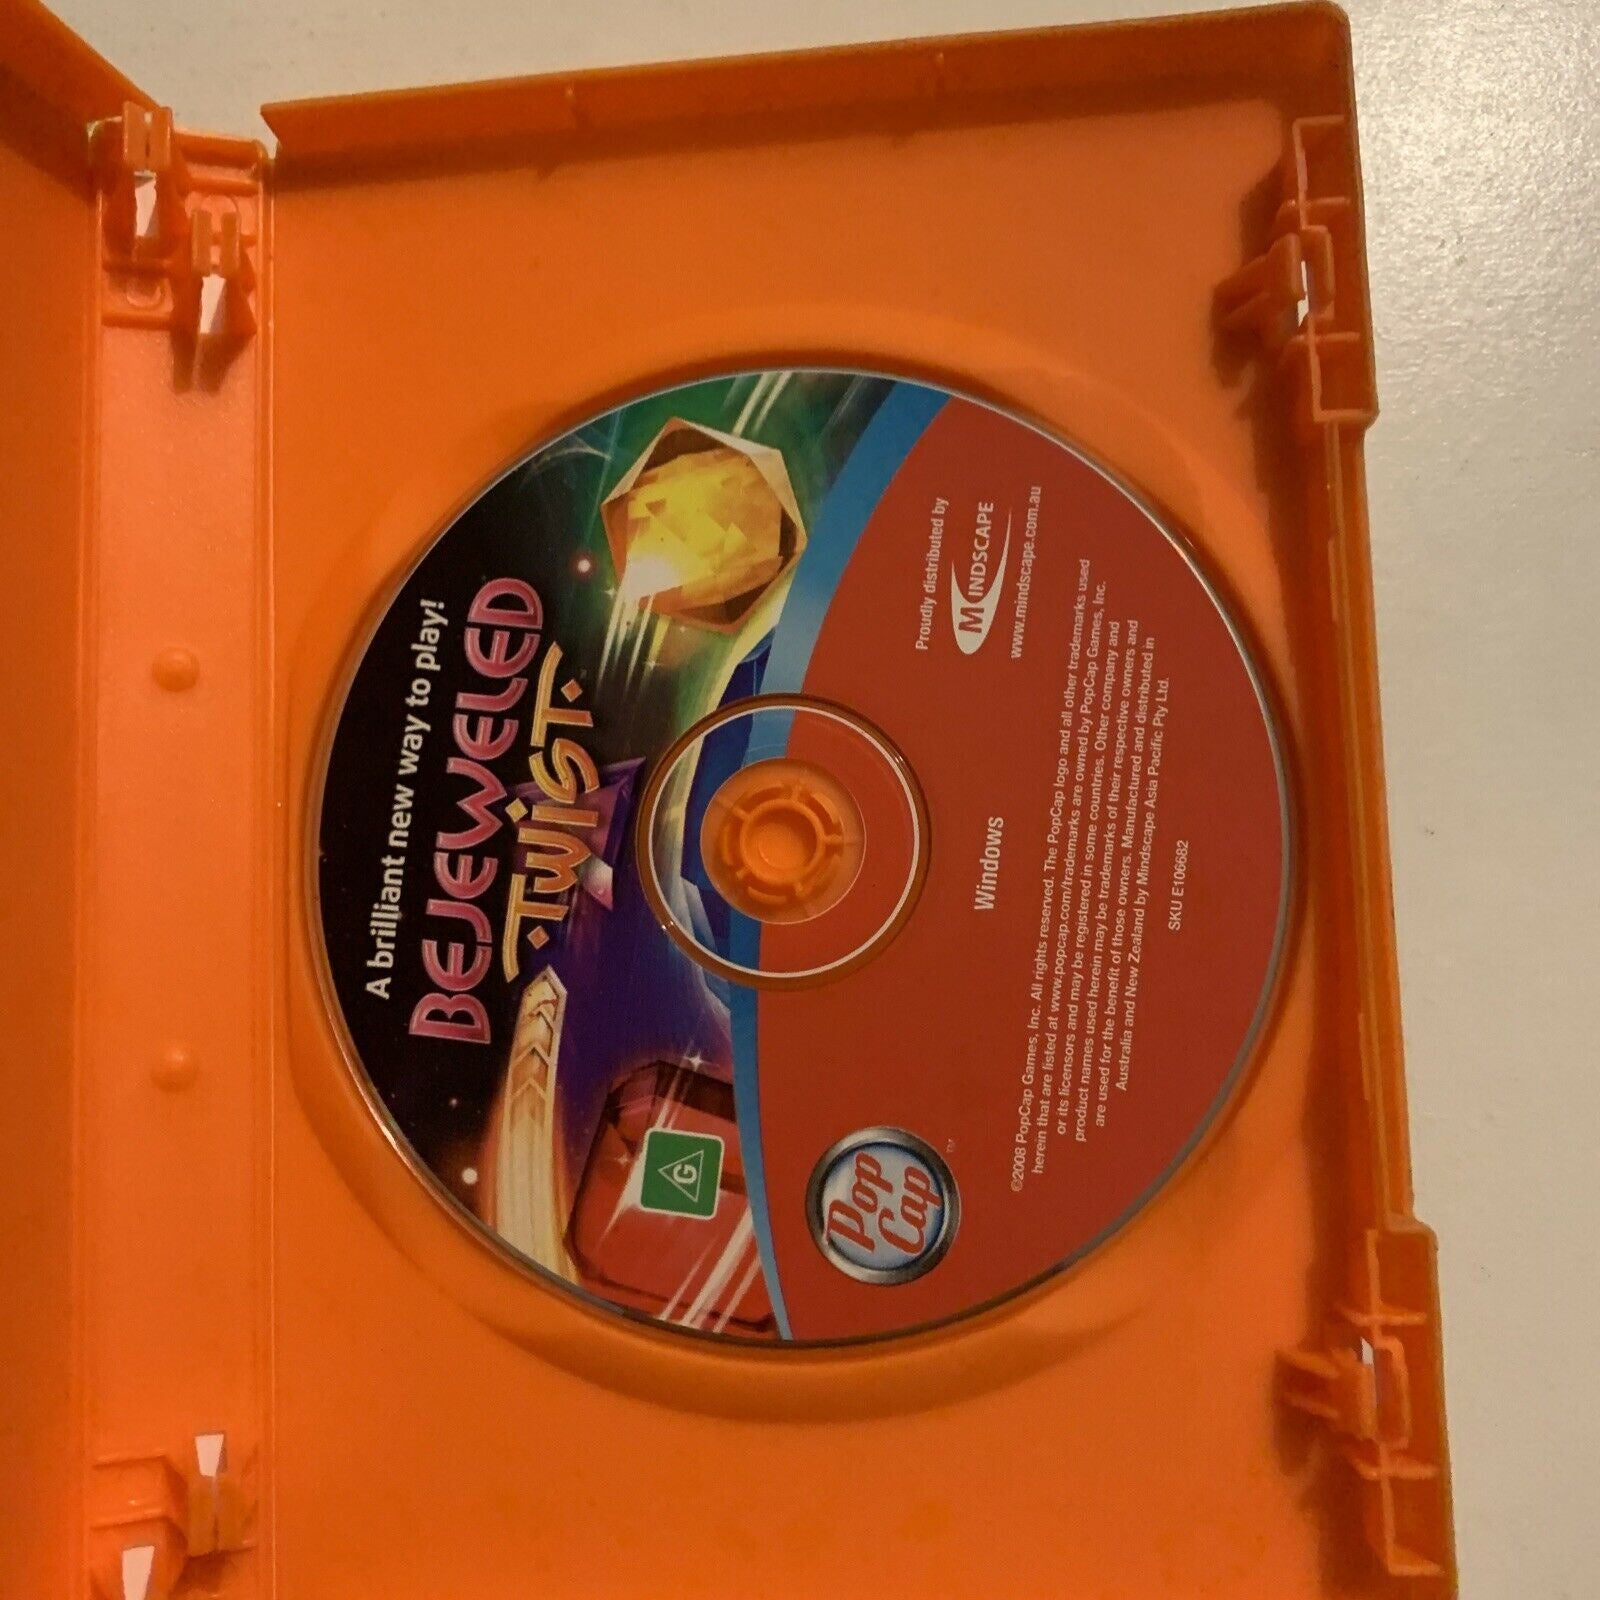 A brilliant new way to play!
BEJEWELED
TWIST
G
Pop
Cap
TM
Windows
Proudly distributed by
MINDSCAPE
www.mindscape.com.au
©2008 PopCap Games, Inc. All rights reserved. The PopCap logo and all other trademarks used
herein that are listed at www.popcap.com/trademarks are owned by PopCap Games, Inc.
or its licensors and may be registered in some countries. Other company and
product names used herein may be trademarks of their respective owners and
are used for the benefit of those owners. Manufactured and distributed in
Australia and New Zealand by Mindscape Asia Pacific Pty Ltd.
SKU E106682